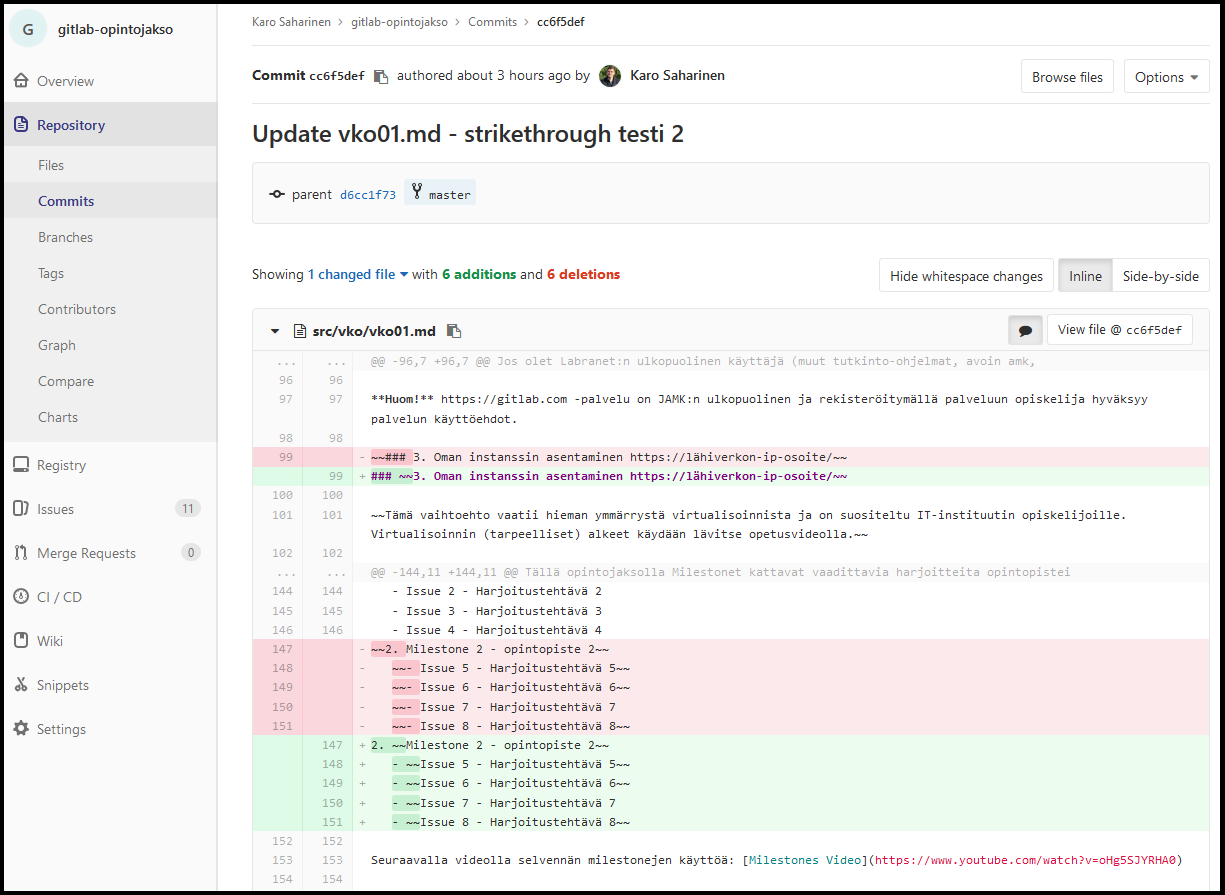 G gitlab-opintojakso
Overview
Repository
Files
Commits
Branches
Tags
Contributors
Graph
Compare
Charts
Registry
Issues 11
Merge Requests 0
CI / CD
Wiki
Snippets
Settings
Karo Saharinen > gitlab-opintojakso > Commits > cc6f5def
Commit cc6f5def authored about 3 hours ago by Karo Saharinen
Browse files
Options
Update vko01.md - strikethrough testi 2
parent d6cc1f73 master
Showing 1 changed file with 6 additions and 6 deletions
Hide whitespace changes
Inline
Side-by-side
src/vko/vko01.md
View file @ cc6f5def
... ... @@ -96,7 +96,7 @@ Jos olet Labranet:n ulkopuolinen käyttäjä (muut tutkinto-ohjelmat, avoin amk,
96 96
97 97 **Huom!** https://gitlab.com -palvelu on JAMK:n ulkopuolinen ja rekisteröitymällä palveluun opiskelija hyväksyy
palvelun käyttöehdot.
98 98
99 - ~~### 3. Oman instanssin asentaminen https://lähiverkon-ip-osoite/~~
99 + ### ~~3. Oman instanssin asentaminen https://lähiverkon-ip-osoite/~~
100 100
101 101 ~~Tämä vaihtoehto vaatii hieman ymmärrystä virtualisoinnista ja on suositeltu IT-instituutin opiskelijoille.
Virtualisoinnin (tarpeelliset) alkeet käydään lävitse opetusvideolla.~~
102 102
... ... @@ -144,11 +144,11 @@ Tällä opintojaksolla Milestonet kattavat vaadittavia harjoitteita opintopistei
144 144 - Issue 2 - Harjoitustehtävä 2
145 145 - Issue 3 - Harjoitustehtävä 3
146 146 - Issue 4 - Harjoitustehtävä 4
147 - ~~2. Milestone 2 - opintopiste 2~~
148 - ~~- Issue 5 - Harjoitustehtävä 5~~
149 - ~~- Issue 6 - Harjoitustehtävä 6~~
150 - ~~- Issue 7 - Harjoitustehtävä 7
151 - ~~- Issue 8 - Harjoitustehtävä 8~~
147 + 2. ~~Milestone 2 - opintopiste 2~~
148 + - ~~Issue 5 - Harjoitustehtävä 5~~
149 + - ~~Issue 6 - Harjoitustehtävä 6~~
150 + - ~~Issue 7 - Harjoitustehtävä 7
151 + - ~~Issue 8 - Harjoitustehtävä 8~~
152 152
153 153 Seuraavalla videolla selvennän milestonejen käyttöä: [Milestones Video](https://www.youtube.com/watch?v=oHg5SJYRHA0)
154 154